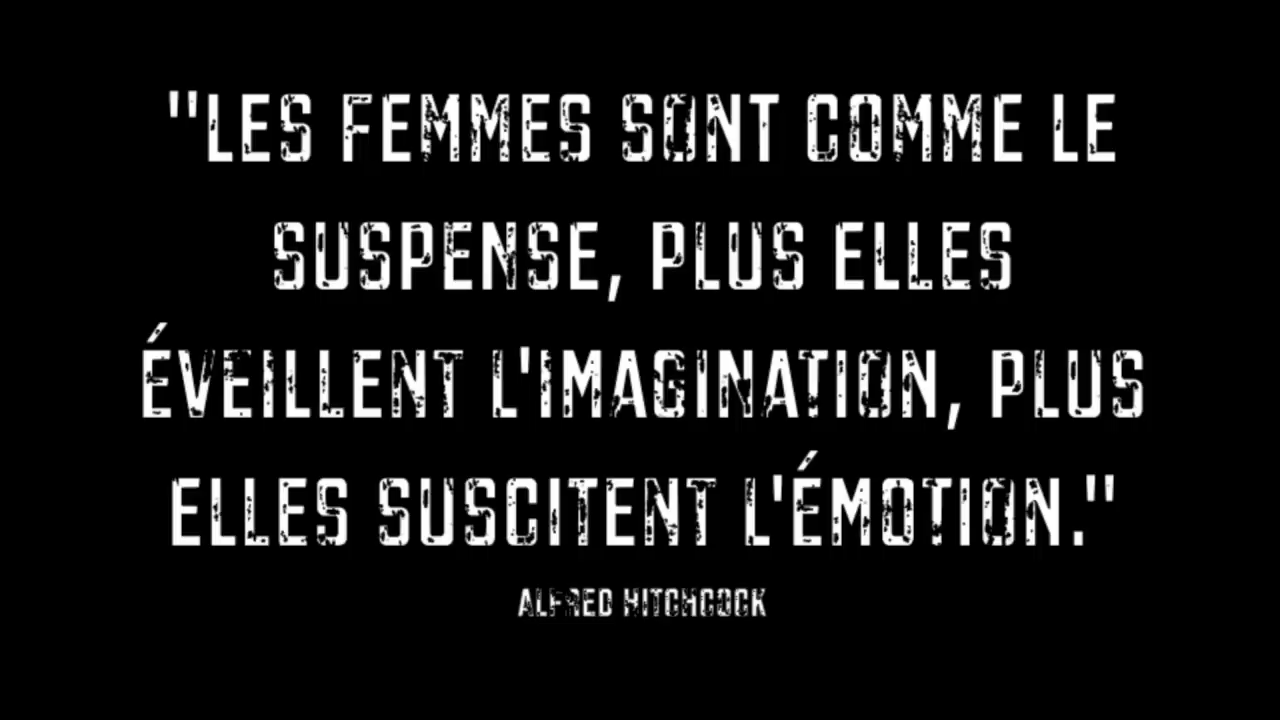 "LES FEMMES SONT COMME LE
SUSPENSE, PLUS ELLES
ÉVEILLENT L'IMAGINATION, PLUS
ELLES SUSCITENT L'ÉMOTION."
ALFRED HITCHCOCK